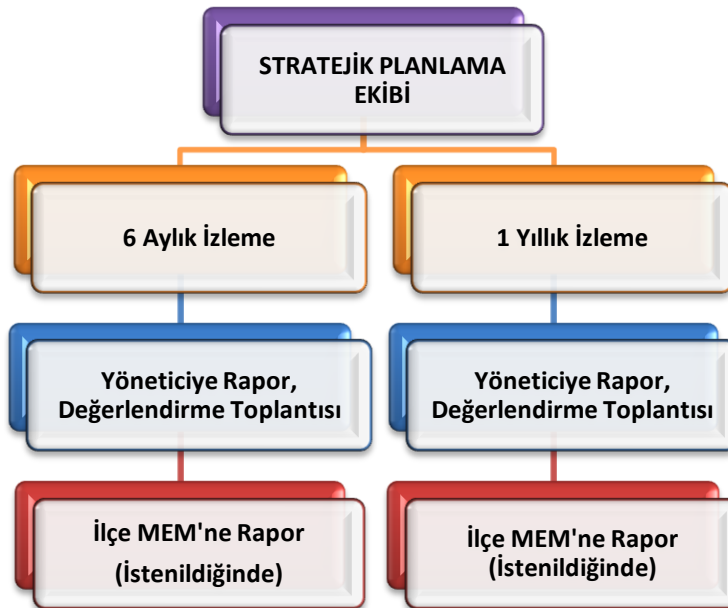 STRATEJİK PLANLAMA
EKİBİ
6 Aylık İzleme
1 Yıllık İzleme
Yöneticiye Rapor,
Değerlendirme Toplantısı
Yöneticiye Rapor,
Değerlendirme Toplantısı
İlçe MEM'ne Rapor
(İstenildiğinde)
İlçe MEM'ne Rapor
(İstenildiğinde)